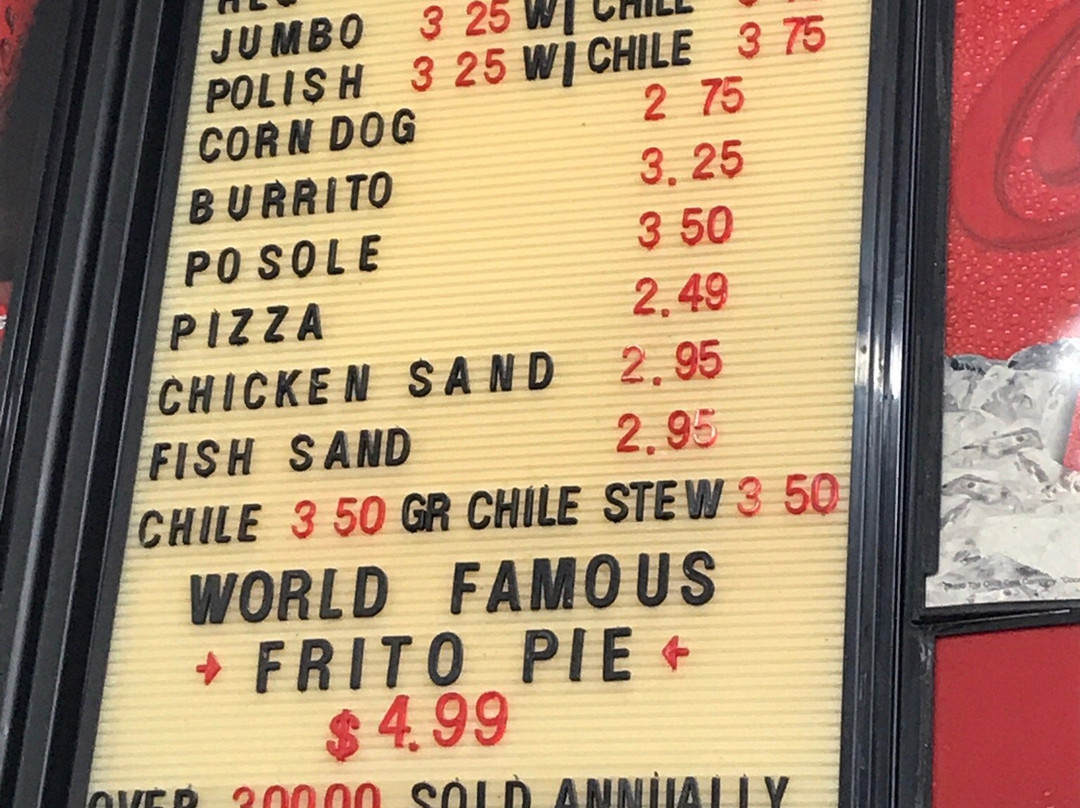 JUMBO 3 25 W| CHILE
POLISH 3 25 W| CHILE 3 75
CORN DOG 2 75
BURRITO 3.25
POSOLE 3 50
PIZZA 2.49
CHICKEN SAND 2.95
FISH SAND 2.95
CHILE 3 50 GR CHILE STEW 3 50
WORLD FAMOUS
→ FRITO PIE ←
$4.99
OVER 30000 SOLD ANNUALLY